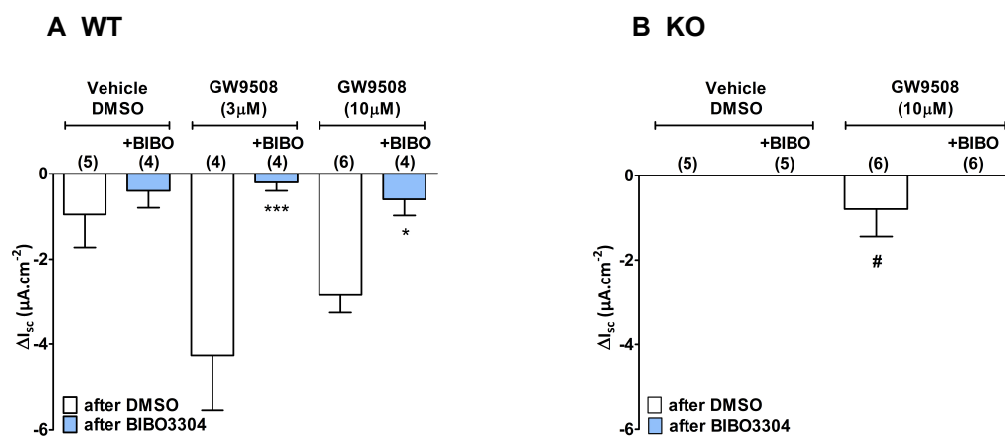 A WT
Vehicle
DMSO
GW9508
(3µM)
GW9508
(10µM)
+BIBO
+BIBO
+BIBO
(5)
(4)
(4)
(4)
(6)
(4)
0
-2
-4
-6
ΔIsc (µA.cm-2)
***
*
after DMSO
after BIBO3304
B KO
Vehicle
DMSO
GW9508
(10µM)
+BIBO
+BIBO
(5)
(5)
(6)
(6)
0
-2
-4
-6
ΔIsc (µA.cm-2)
#
after DMSO
after BIBO3304